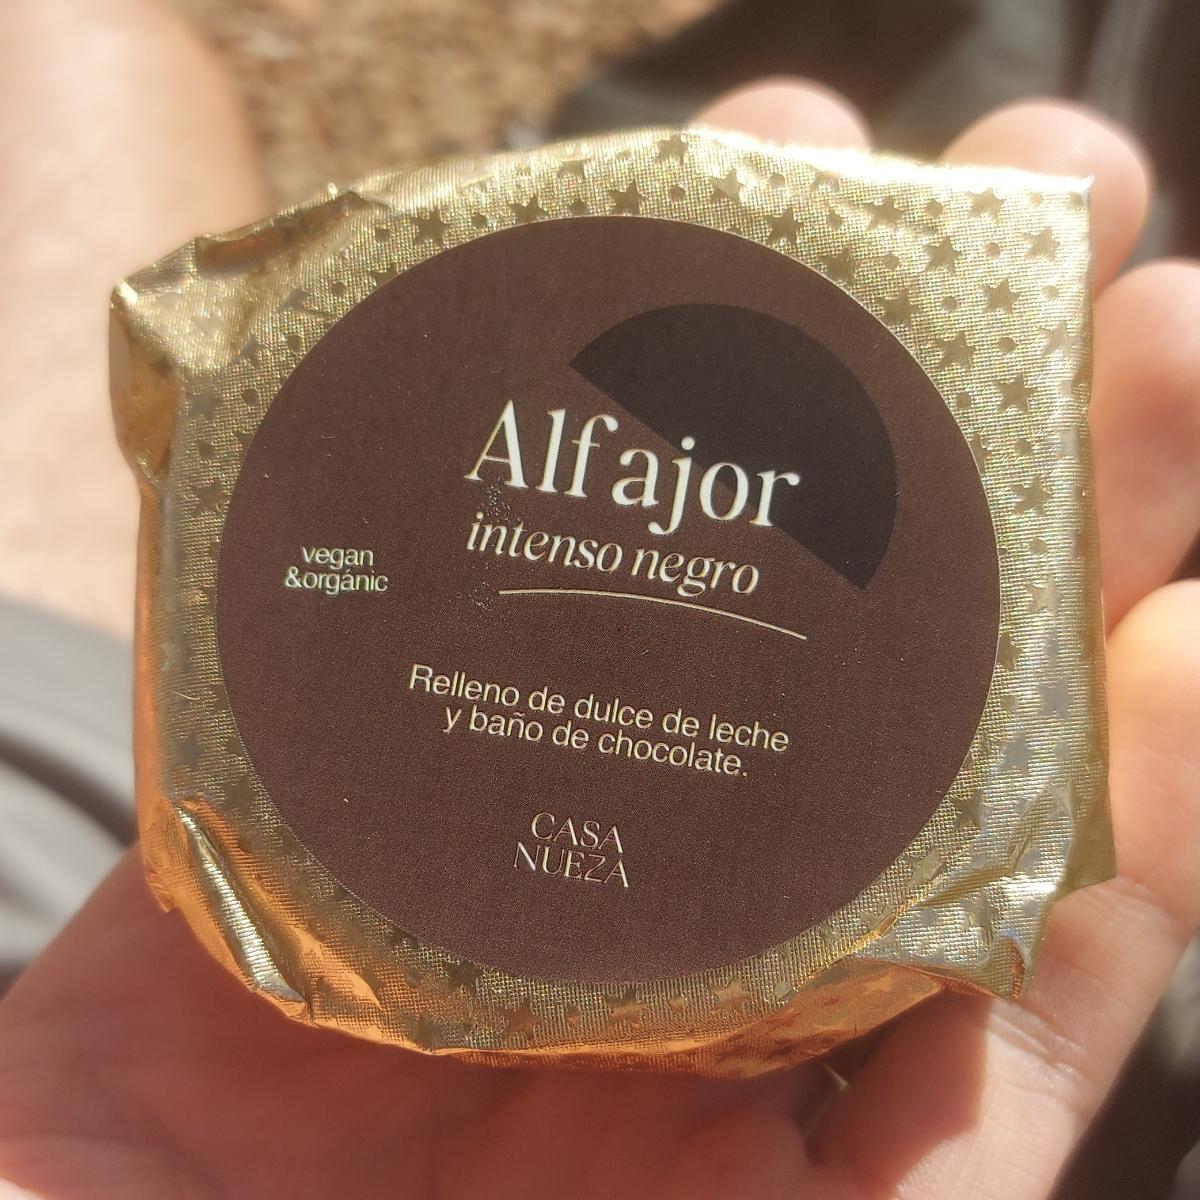 Alfajor
intenso negro
vegan
&orgánic
Relleno de dulce de leche
y baño de chocolate.
CASA
NUEZA